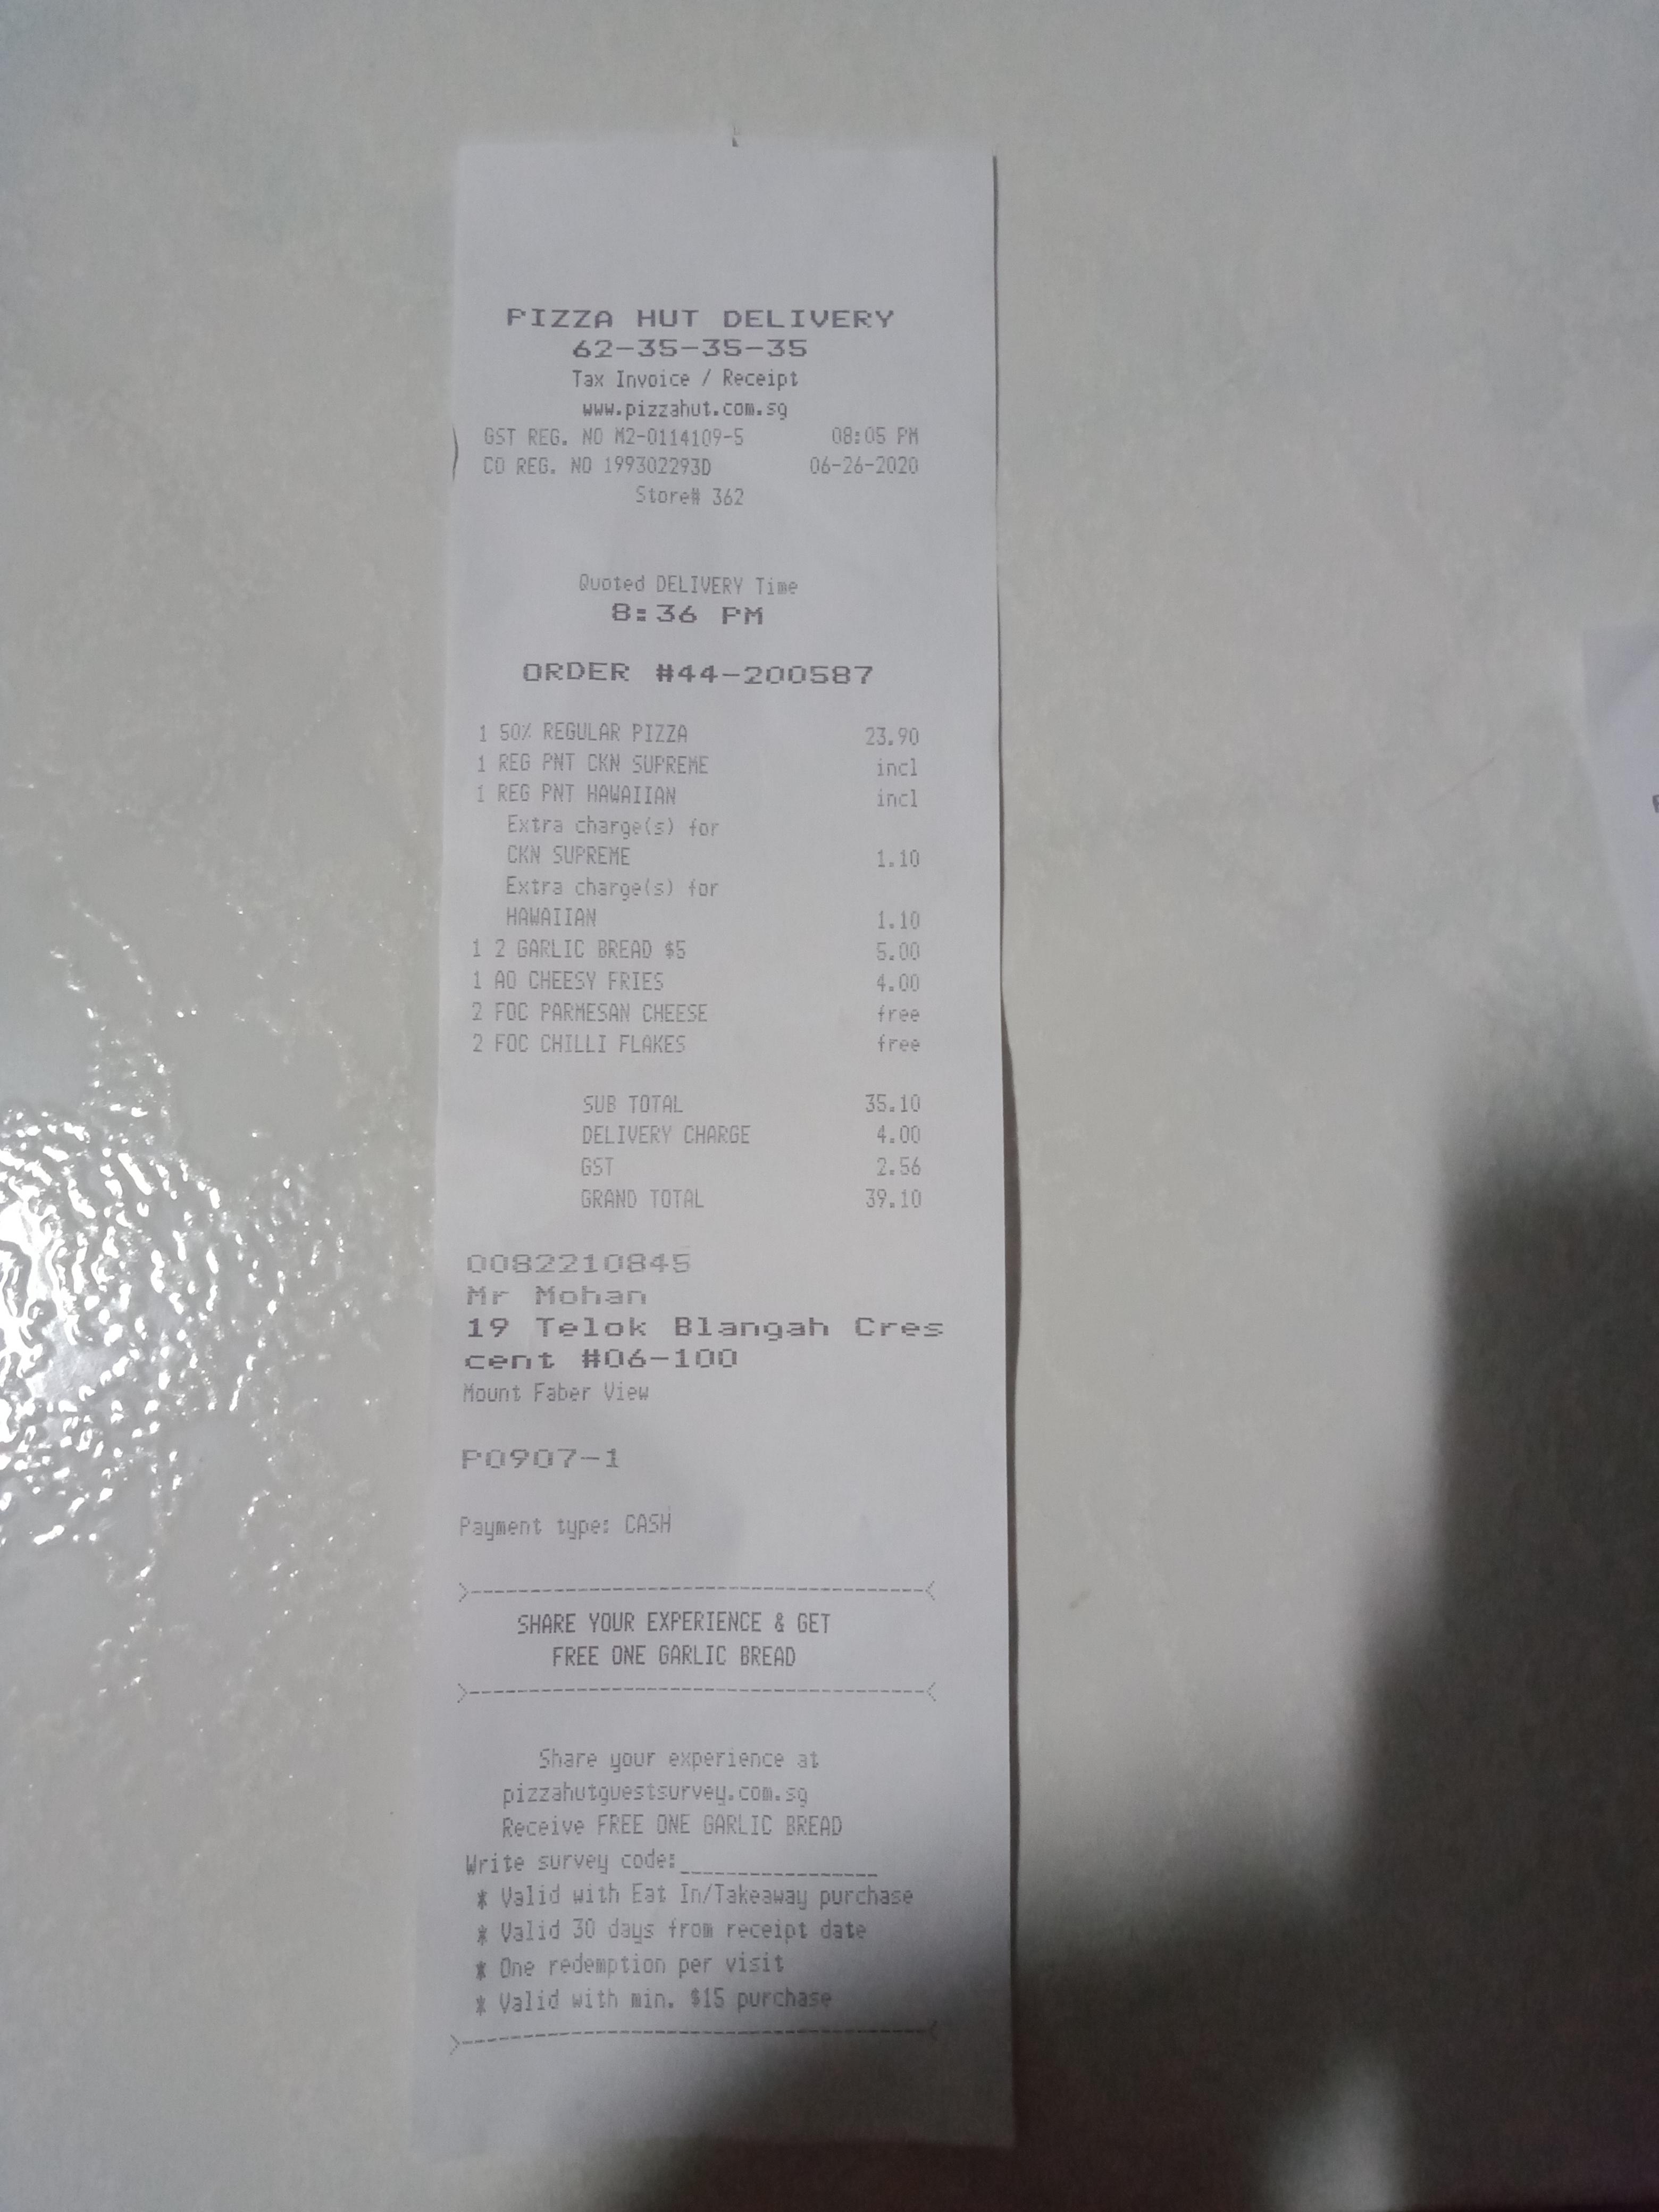 PIZZA HUT DELIVERY
62-35-35-35
Tax Invoice / Receipt
www.pizzahut.com.sg
GST REG. NO M2-0114109-5 08:05 PM
CO REG. NO 199302293D 06-26-2020
Store# 362
Quoted DELIVERY Time
8:36 PM
ORDER #44-200587
1 50% REGULAR PIZZA 23.90
1 REG PNT CKN SUPREME incl
1 REG PNT HAWAIIAN incl
Extra charge(s) for
CKN SUPREME 1.10
Extra charge(s) for
HAWAIIAN 1.10
1 2 GARLIC BREAD $5 5.00
1 AO CHEESY FRIES 4.00
2 FOC PARMESAN CHEESE free
2 FOC CHILLI FLAKES free
SUB TOTAL 35.10
DELIVERY CHARGE 4.00
GST 2.56
GRAND TOTAL 39.10
0082210845
Mr Mohan
19 Telok Blangah Cres
cent #06-100
Mount Faber View
P0907-1
Payment type: CASH
SHARE YOUR EXPERIENCE & GET
FREE ONE GARLIC BREAD
Share your experience at
pizzahutguestsurvey.com.sg
Receive FREE ONE GARLIC BREAD
Write survey code:_________________
* Valid with Eat In/Takeaway purchase
* Valid 30 days from receipt date
* One redemption per visit
* Valid with min. $15 purchase